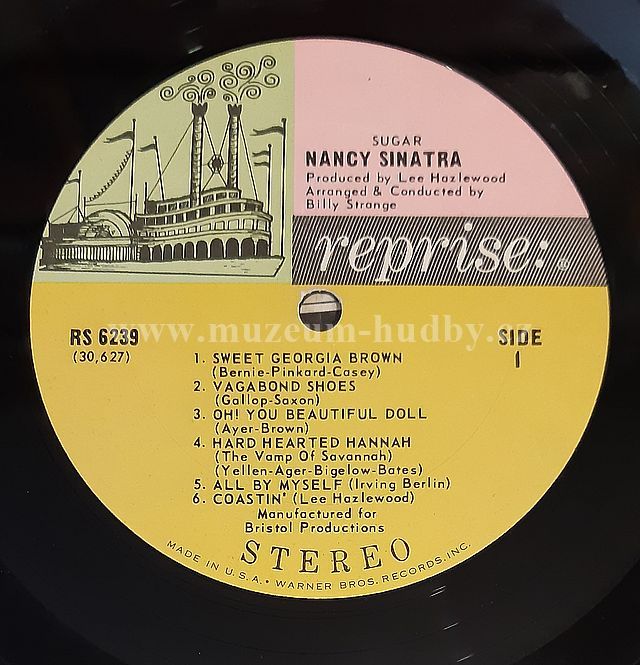 SUGAR
NANCY SINATRA
Produced by Lee Hazlewood
Arranged & Conducted by
Billy Strange
reprise:
www.muzeum-hudby.cz
RS 6239
(30,627)
SIDE
1
1. SWEET GEORGIA BROWN
(Bernie-Pinkard-Casey)
2. VAGABOND SHOES
(Gallop-Saxon)
3. OH! YOU BEAUTIFUL DOLL
(Ayer-Brown)
4. HARD HEARTED HANNAH
(The Vamp Of Savannah)
(Yellen-Ager-Bigelow-Bates)
5. ALL BY MYSELF (Irving Berlin)
6. COASTIN' (Lee Hazlewood)
Manufactured for
Bristol Productions
STEREO
MADE IN U.S.A. • WARNER BROS. RECORDS, INC.